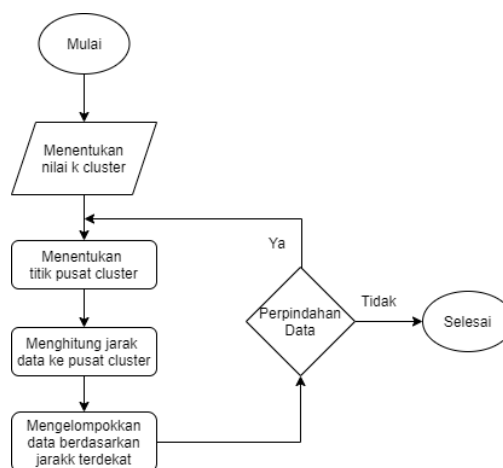 Mulai
Menentukan
nilai k cluster
Menentukan
titik pusat cluster
Menghitung jarak
data ke pusat cluster
Mengelompokkan
data berdasarkan
jarakk terdekat
Ya
Perpindahan
Data
Tidak
Selesai